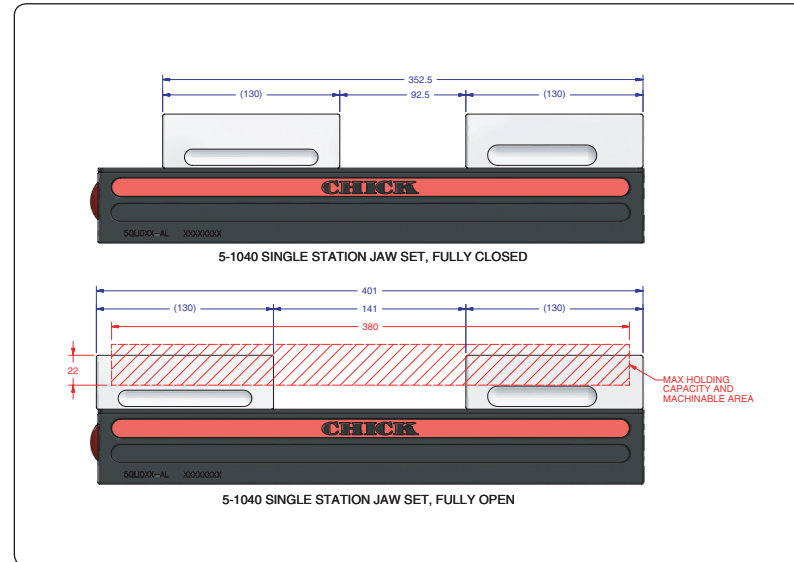 352.5
(130)
92.5
(130)
CHICK
5QLIOXX-AL XXXXXXXX
5-1040 SINGLE STATION JAW SET, FULLY CLOSED
401
(130)
141
(130)
380
22
MAX HOLDING
CAPACITY AND
MACHINABLE AREA
CHICK
5QLIOXX-AL XXXXXXXX
5-1040 SINGLE STATION JAW SET, FULLY OPEN